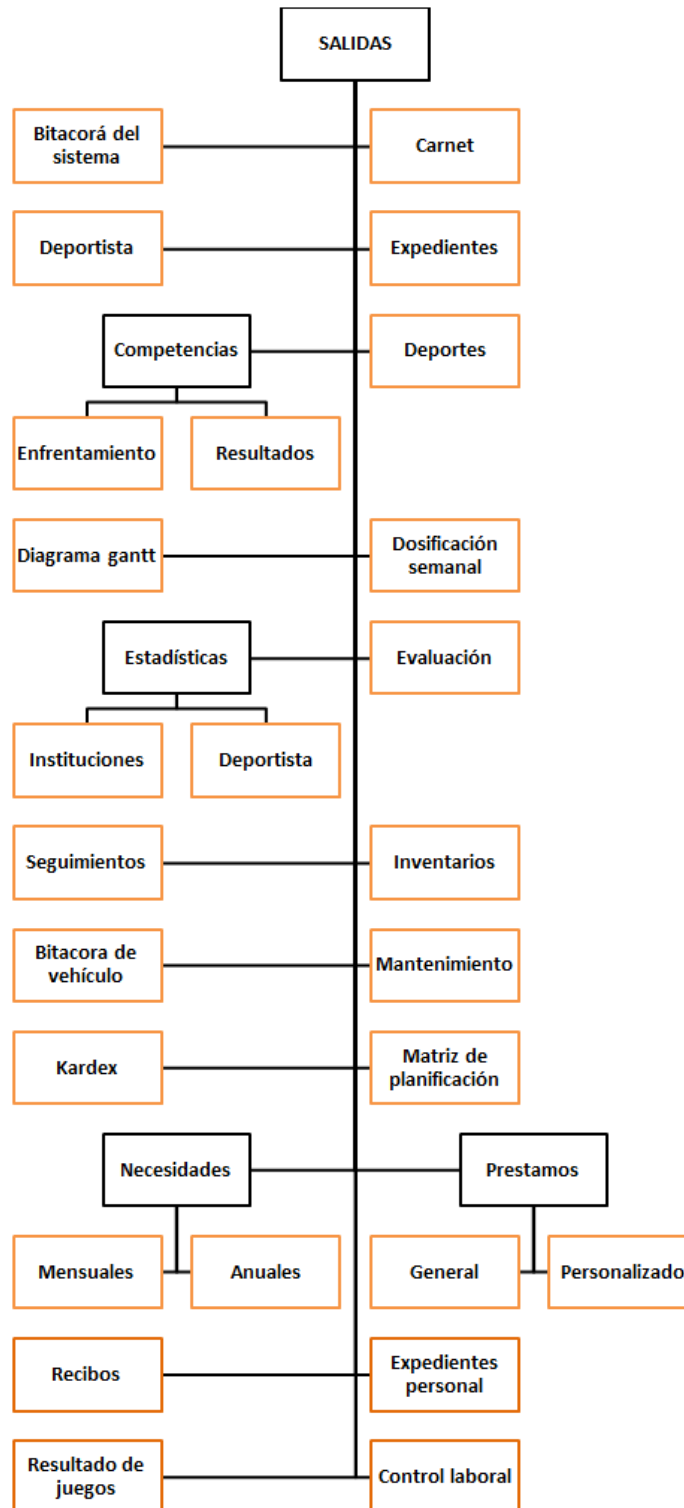 SALIDAS
Bitacorá del
sistema
Carnet
Deportista
Expedientes
Competencias
Deportes
Enfrentamiento
Resultados
Diagrama gantt
Dosificación
semanal
Estadísticas
Evaluación
Instituciones
Deportista
Seguimientos
Inventarios
Bitacora de
vehículo
Mantenimiento
Kardex
Matriz de
planificación
Necesidades
Prestamos
Mensuales
Anuales
General
Personalizado
Recibos
Expedientes
personal
Resultado de
juegos
Control laboral